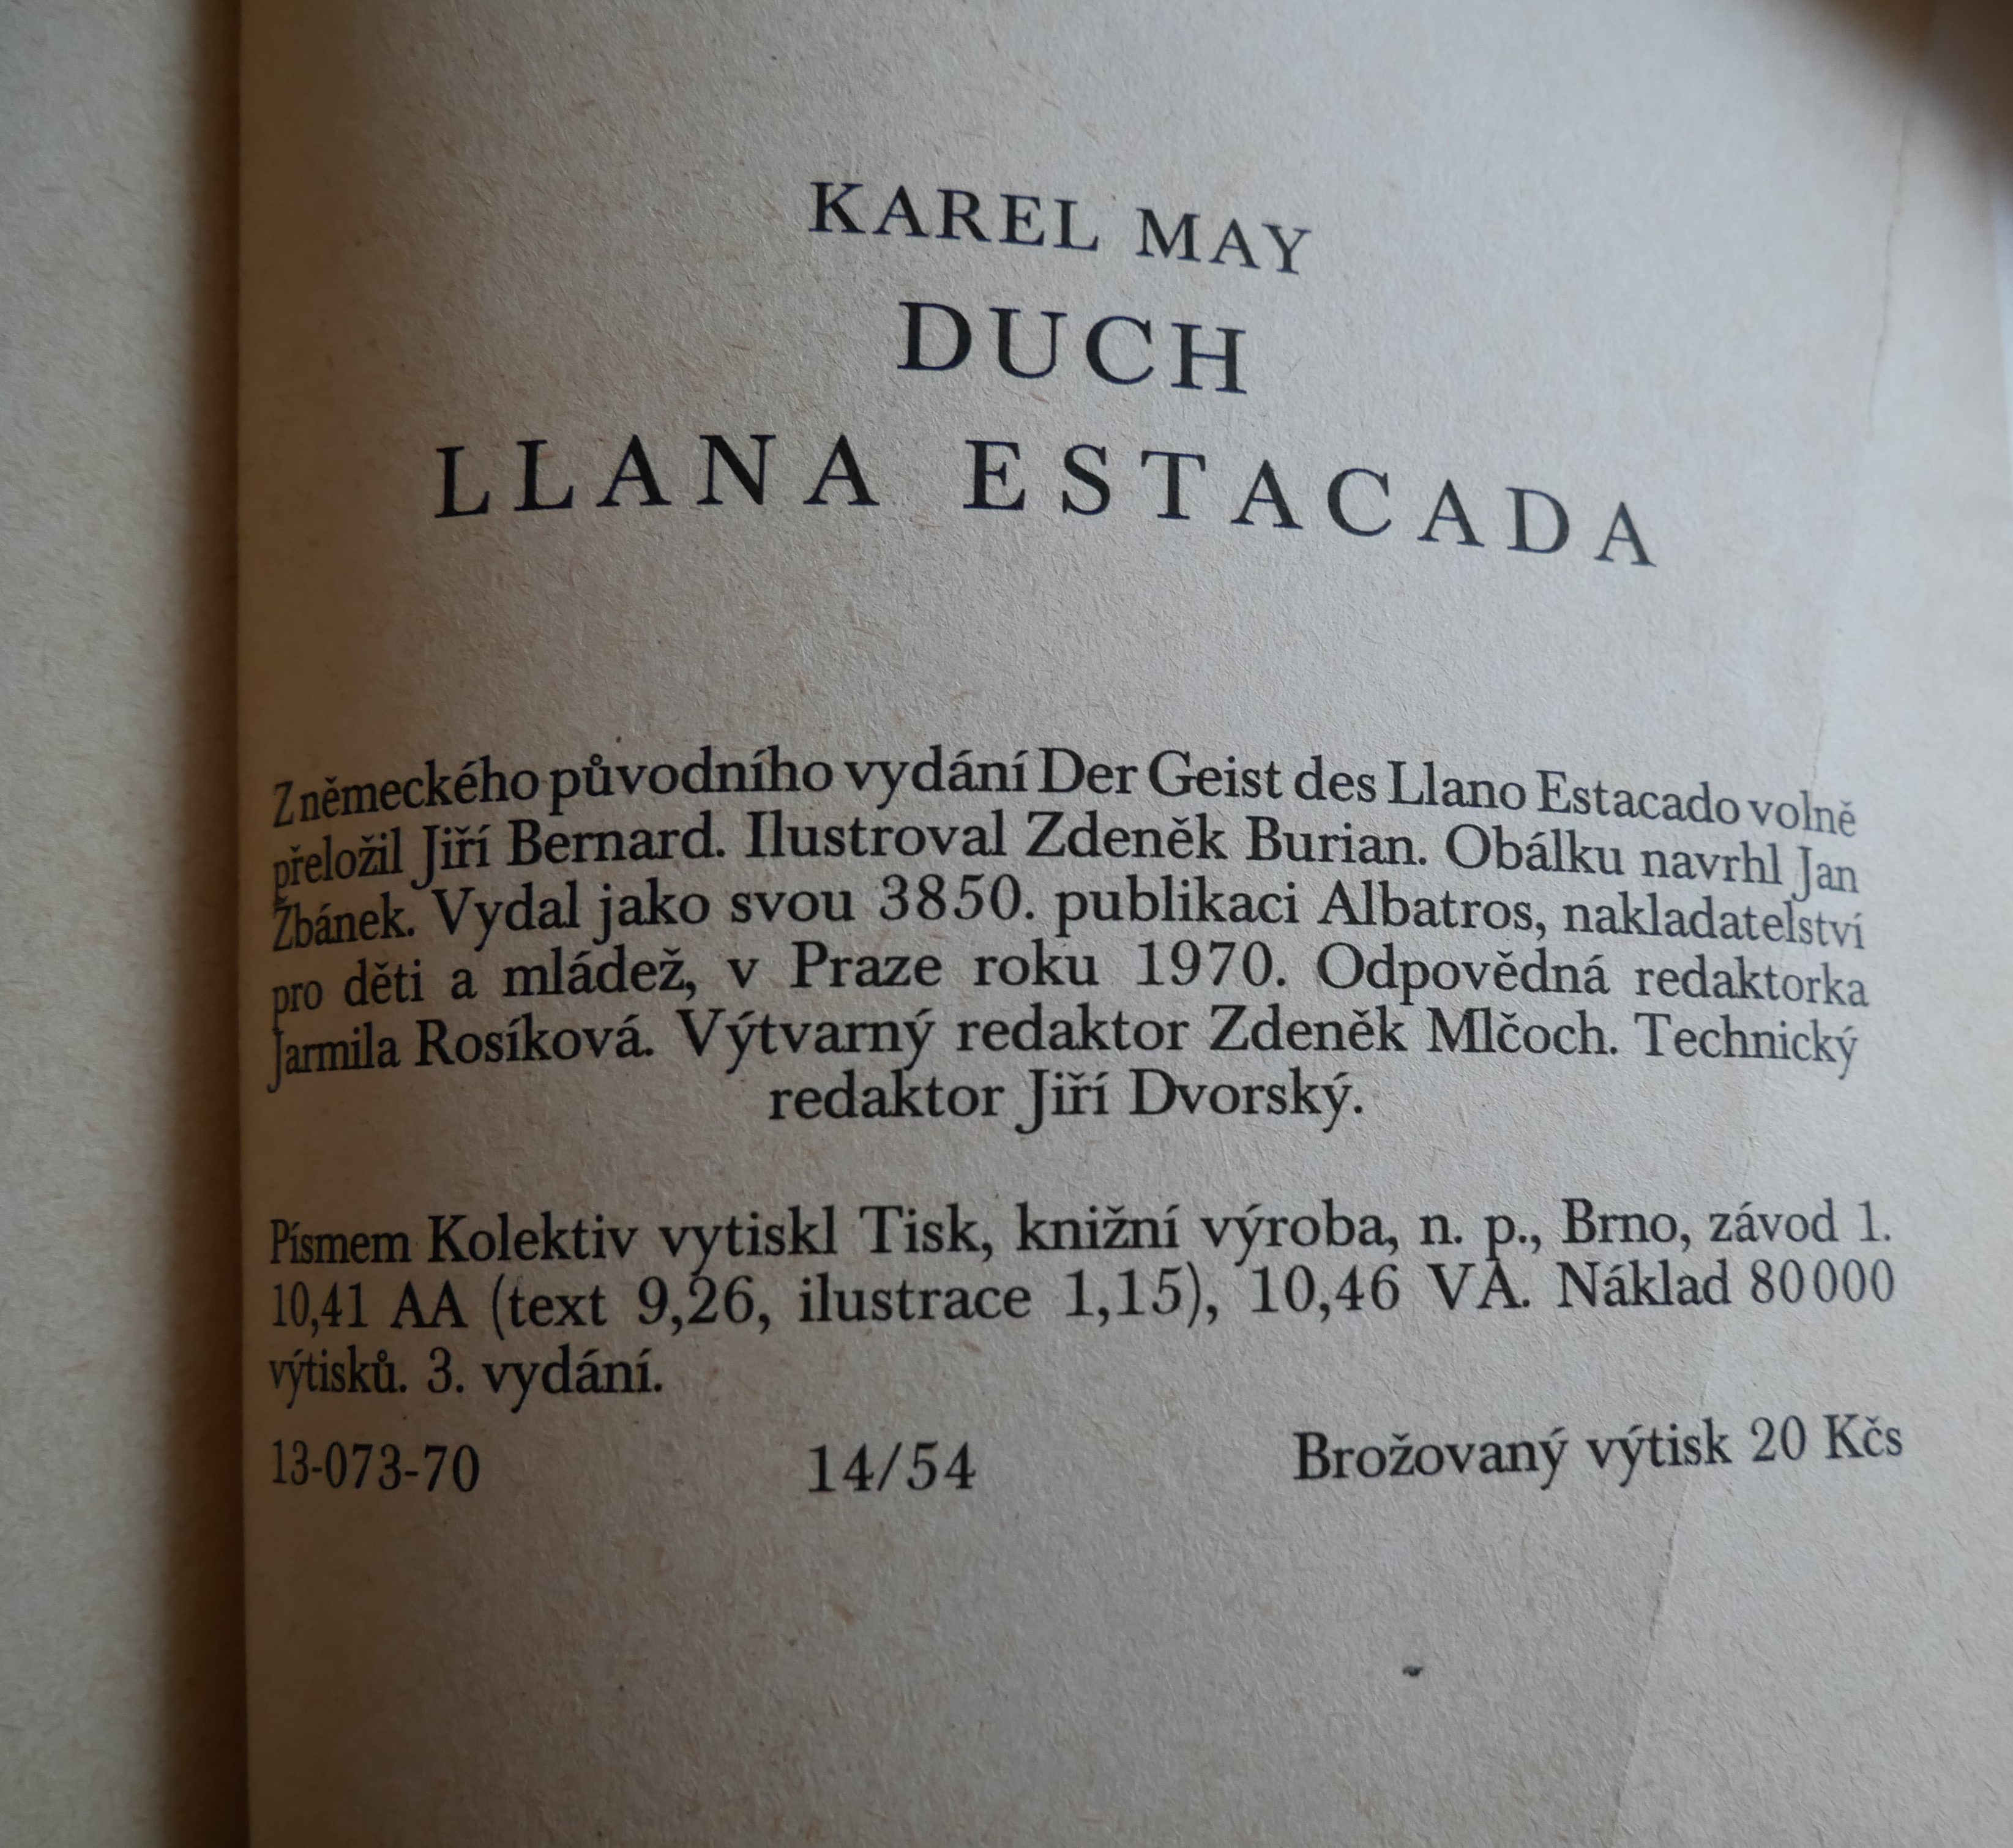 KAREL MAY
DUCH
LLANA ESTACADA
Z německého původního vydání Der Geist des Llano Estacado volně
přeložil Jiří Bernard. Ilustroval Zdeněk Burian. Obálku navrhl Jan
Žbánek. Vydal jako svou 3850. publikaci Albatros, nakladatelství
pro děti a mládež, v Praze roku 1970. Odpovědná redaktorka
Jarmila Rosíková. Výtvarný redaktor Zdeněk Mlčoch. Technický
redaktor Jiří Dvorský.
Písmem Kolektiv vytiskl Tisk, knižní výroba, n. p., Brno, závod 1.
10,41 AA (text 9,26, ilustrace 1,15), 10,46 VA. Náklad 80000
výtisků. 3. vydání.
13-073-70 14/54 Brožovaný výtisk 20 Kčs